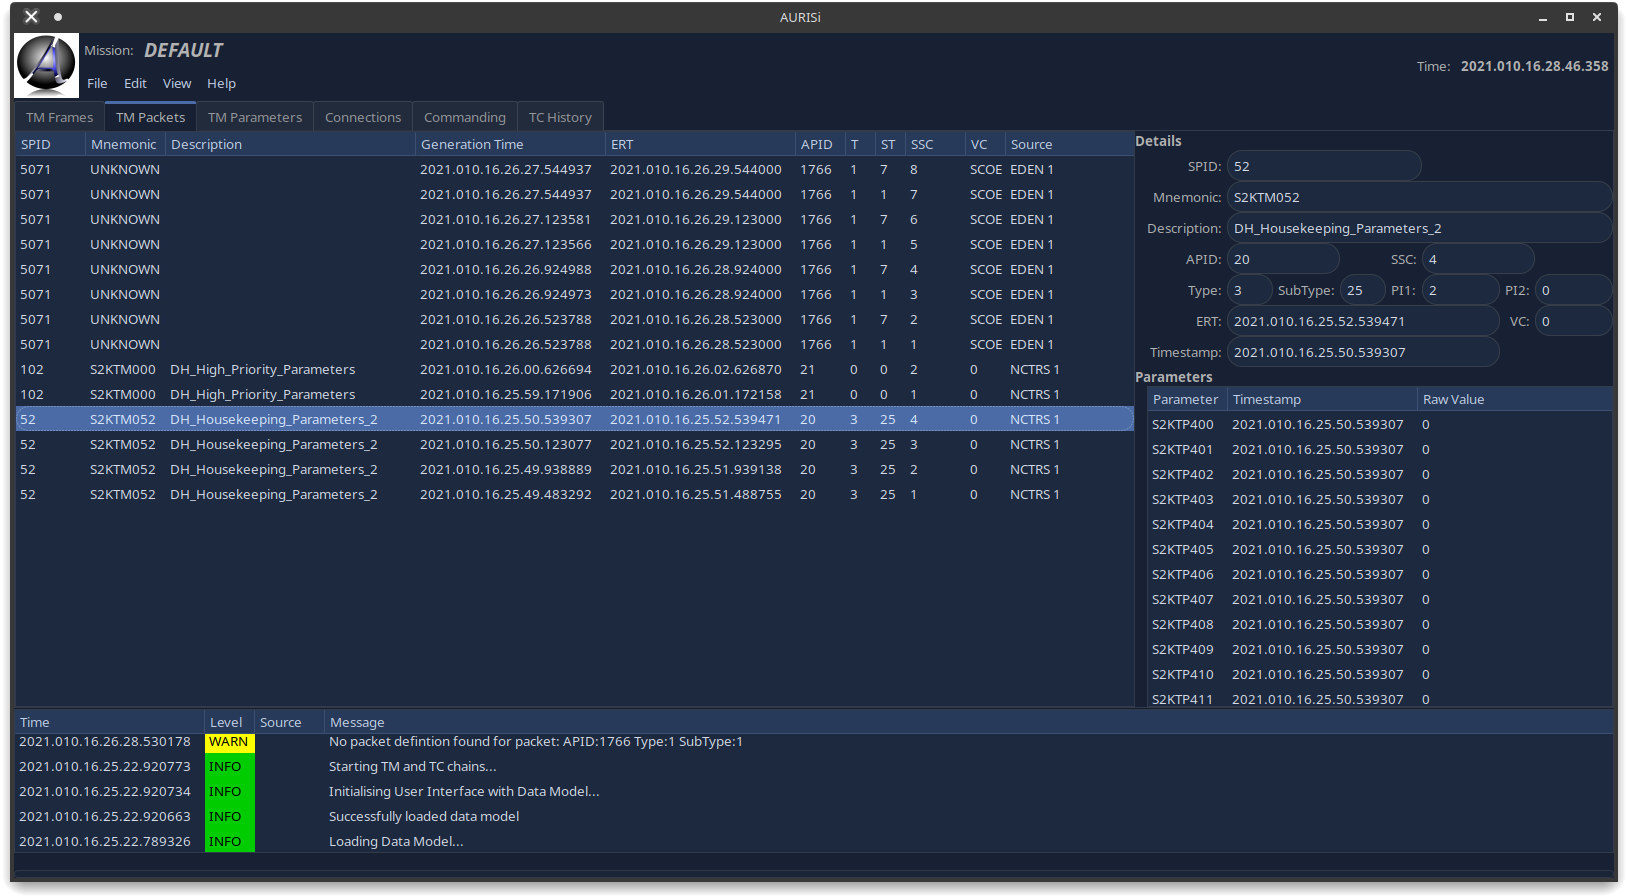 AURISi
Mission: DEFAULT
Time: 2021.010.16.28.46.358
File Edit View Help
TM Frames TM Packets TM Parameters Connections Commanding TC History
SPID Mnemonic Description Generation Time ERT APID T ST SSC VC Source
5071 UNKNOWN 2021.010.16.26.27.544937 2021.010.16.26.29.544000 1766 1 7 8 SCOE EDEN 1
5071 UNKNOWN 2021.010.16.26.27.544937 2021.010.16.26.29.544000 1766 1 1 7 SCOE EDEN 1
5071 UNKNOWN 2021.010.16.26.27.123581 2021.010.16.26.29.123000 1766 1 7 6 SCOE EDEN 1
5071 UNKNOWN 2021.010.16.26.27.123566 2021.010.16.26.29.123000 1766 1 1 5 SCOE EDEN 1
5071 UNKNOWN 2021.010.16.26.26.924988 2021.010.16.26.28.924000 1766 1 7 4 SCOE EDEN 1
5071 UNKNOWN 2021.010.16.26.26.924973 2021.010.16.26.28.924000 1766 1 1 3 SCOE EDEN 1
5071 UNKNOWN 2021.010.16.26.26.523788 2021.010.16.26.28.523000 1766 1 7 2 SCOE EDEN 1
5071 UNKNOWN 2021.010.16.26.26.523788 2021.010.16.26.28.523000 1766 1 1 1 SCOE EDEN 1
102 S2KTM000 DH_High_Priority_Parameters 2021.010.16.26.00.626694 2021.010.16.26.02.626870 21 0 0 2 0 NCTRS 1
102 S2KTM000 DH_High_Priority_Parameters 2021.010.16.25.59.171906 2021.010.16.26.01.172158 21 0 0 1 0 NCTRS 1
52 S2KTM052 DH_Housekeeping_Parameters_2 2021.010.16.25.50.539307 2021.010.16.25.52.539471 20 3 25 4 0 NCTRS 1
52 S2KTM052 DH_Housekeeping_Parameters_2 2021.010.16.25.50.123077 2021.010.16.25.52.123295 20 3 25 3 0 NCTRS 1
52 S2KTM052 DH_Housekeeping_Parameters_2 2021.010.16.25.49.938889 2021.010.16.25.51.939138 20 3 25 2 0 NCTRS 1
52 S2KTM052 DH_Housekeeping_Parameters_2 2021.010.16.25.49.483292 2021.010.16.25.51.488755 20 3 25 1 0 NCTRS 1
Details
SPID: 52
Mnemonic: S2KTM052
Description: DH_Housekeeping_Parameters_2
APID: 20 SSC: 4
Type: 3 SubType: 25 PI1: 2 PI2: 0
ERT: 2021.010.16.25.52.539471 VC: 0
Timestamp: 2021.010.16.25.50.539307
Parameters
Parameter Timestamp Raw Value
S2KTP400 2021.010.16.25.50.539307 0
S2KTP401 2021.010.16.25.50.539307 0
S2KTP402 2021.010.16.25.50.539307 0
S2KTP403 2021.010.16.25.50.539307 0
S2KTP404 2021.010.16.25.50.539307 0
S2KTP405 2021.010.16.25.50.539307 0
S2KTP406 2021.010.16.25.50.539307 0
S2KTP407 2021.010.16.25.50.539307 0
S2KTP408 2021.010.16.25.50.539307 0
S2KTP409 2021.010.16.25.50.539307 0
S2KTP410 2021.010.16.25.50.539307 0
S2KTP411 2021.010.16.25.50.539307 0
Time Level Source Message
2021.010.16.26.28.530178 WARN No packet defintion found for packet: APID:1766 Type:1 SubType:1
2021.010.16.25.22.920773 INFO Starting TM and TC chains...
2021.010.16.25.22.920734 INFO Initialising User Interface with Data Model...
2021.010.16.25.22.920663 INFO Successfully loaded data model
2021.010.16.25.22.789326 INFO Loading Data Model...